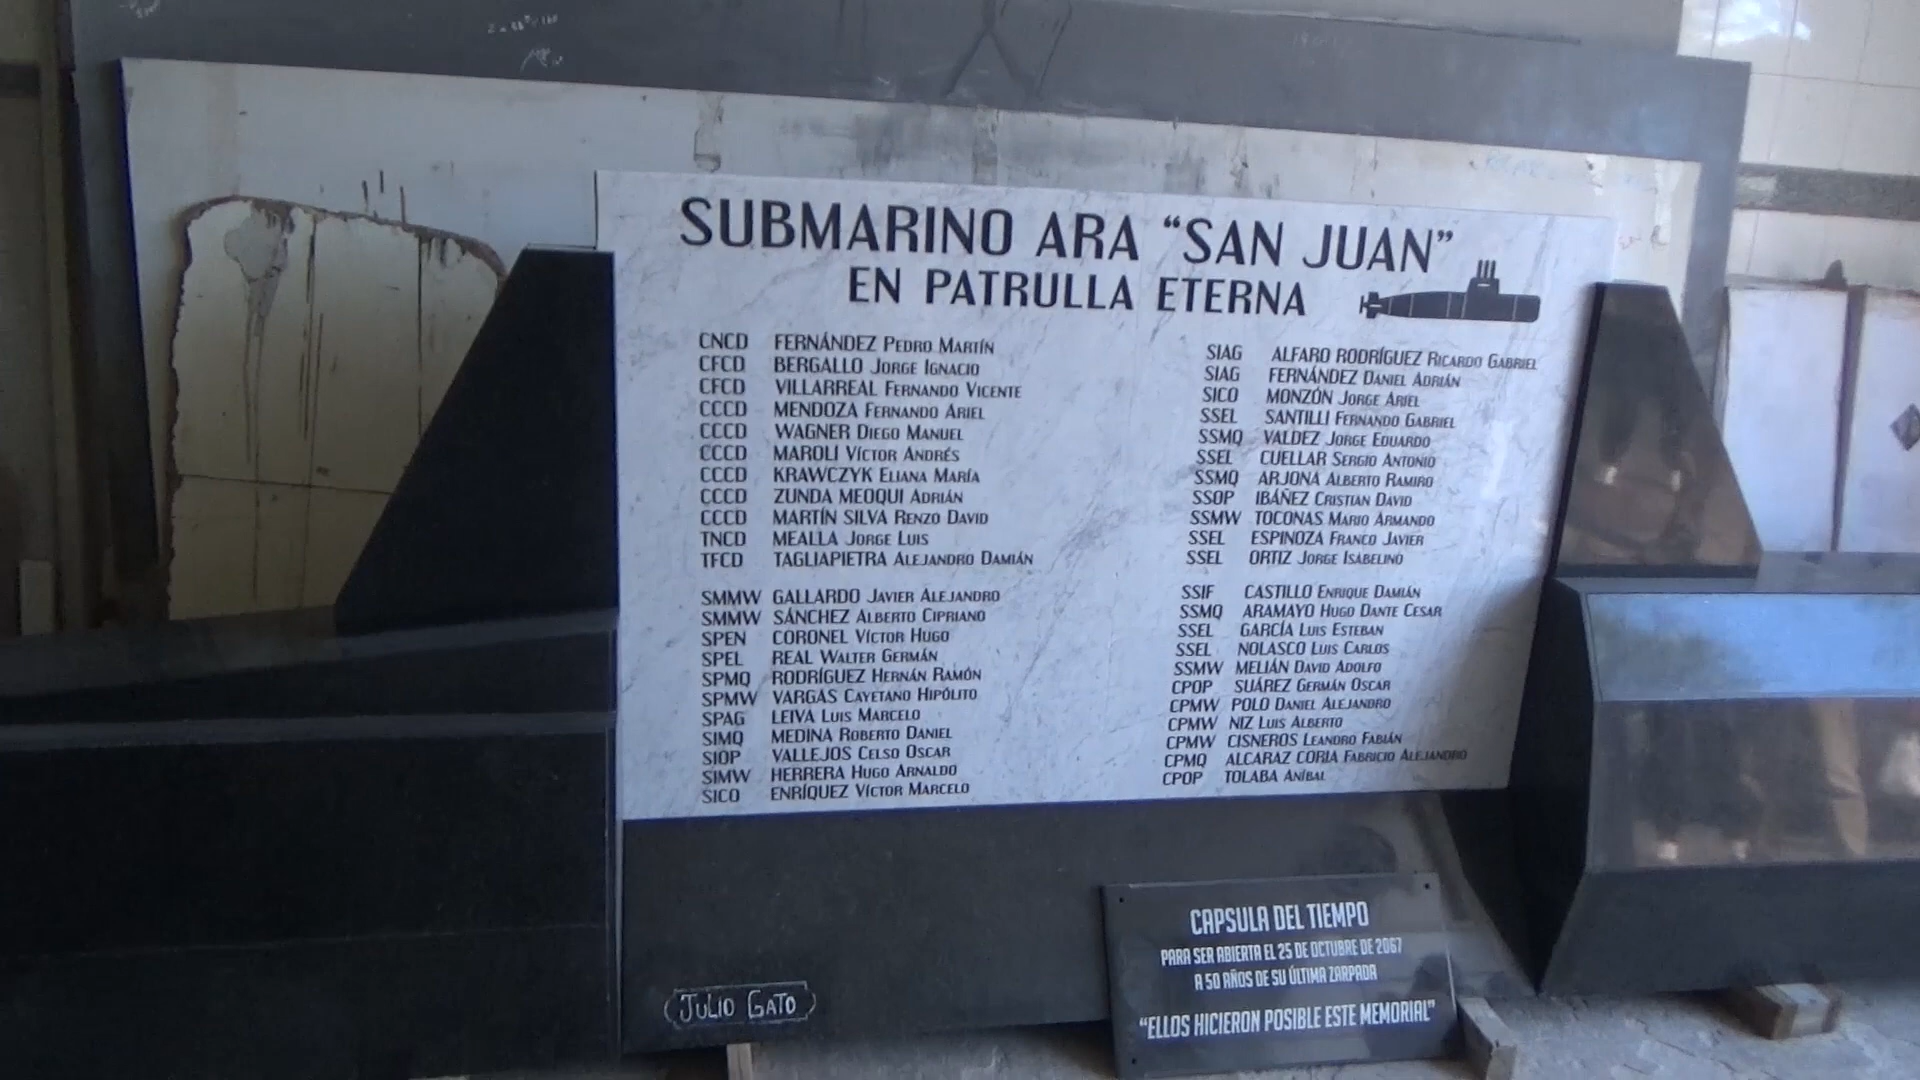 SUBMARINO ARA “SAN JUAN”
EN PATRULLA ETERNA
CNCD FERNÁNDEZ PEDRO MARTÍN
CFCD BERGALLO JORGE IGNACIO
CFCD VILLARREAL FERNANDO VICENTE
CCCD MENDOZA FERNANDO ARIEL
CCCD WAGNER DIEGO MANUEL
CCCD MAROLI VÍCTOR ANDRÉS
CCCD KRAWCZYK ELIANA MARÍA
CCCD ZUNDA MEOQUI ADRIÁN
CCCD MARTÍN SILVA RENZO DAVID
TNCD MEALLA JORGE LUIS
TFCD TAGLIAPIETRA ALEJANDRO DAMIÁN
SMMW GALLARDO JAVIER ALEJANDRO
SMMW SÁNCHEZ ALBERTO CIPRIANO
SPEN CORONEL VÍCTOR HUGO
SPEL REAL WALTER GERMÁN
SPMQ RODRÍGUEZ HERNÁN RAMÓN
SPMW VARGAS CAYETANO HIPÓLITO
SPAG LEIVA LUIS MARCELO
SIMQ MEDINA ROBERTO DANIEL
SIOP VALLEJOS CELSO OSCAR
SIMW HERRERA HUGO ARNALDO
SICO ENRÍQUEZ VÍCTOR MARCELO
SIAG ALFARO RODRÍGUEZ RICARDO GABRIEL
SIAG FERNÁNDEZ DANIEL ADRIÁN
SICO MONZÓN JORGE ARIEL
SSEL SANTILLI FERNANDO GABRIEL
SSMQ VALDEZ JORGE EDUARDO
SSEL CUELLAR SERGIO ANTONIO
SSMQ ARJONA ALBERTO RAMIRO
SSOP IBÁÑEZ CRISTIAN DAVID
SSMW TOCONAS MARIO ARMANDO
SSEL ESPINOZA FRANCO JAVIER
SSEL ORTIZ JORGE ISABELINO
SSIF CASTILLO ENRIQUE DAMIÁN
SSMQ ARAMAYO HUGO DANTE CESAR
SSEL GARCÍA LUIS ESTEBAN
SSEL NOLASCO LUIS CARLOS
SSMW MELIÁN DAVID ADOLFO
CPOP SUÁREZ GERMÁN OSCAR
CPMW POLO DANIEL ALEJANDRO
CPMW NIZ LUIS ALBERTO
CPMW CISNEROS LEANDRO FABIÁN
CPMQ ALCARAZ CORIA FABRICIO ALEJANDRO
CPOP TOLABA ANÍBAL
JULIO GATO
CAPSULA DEL TIEMPO
PARA SER ABIERTA EL 25 DE OCTUBRE DE 2067
A 50 AÑOS DE SU ÚLTIMA ZARPADA
“ELLOS HICIERON POSIBLE ESTE MEMORIAL”